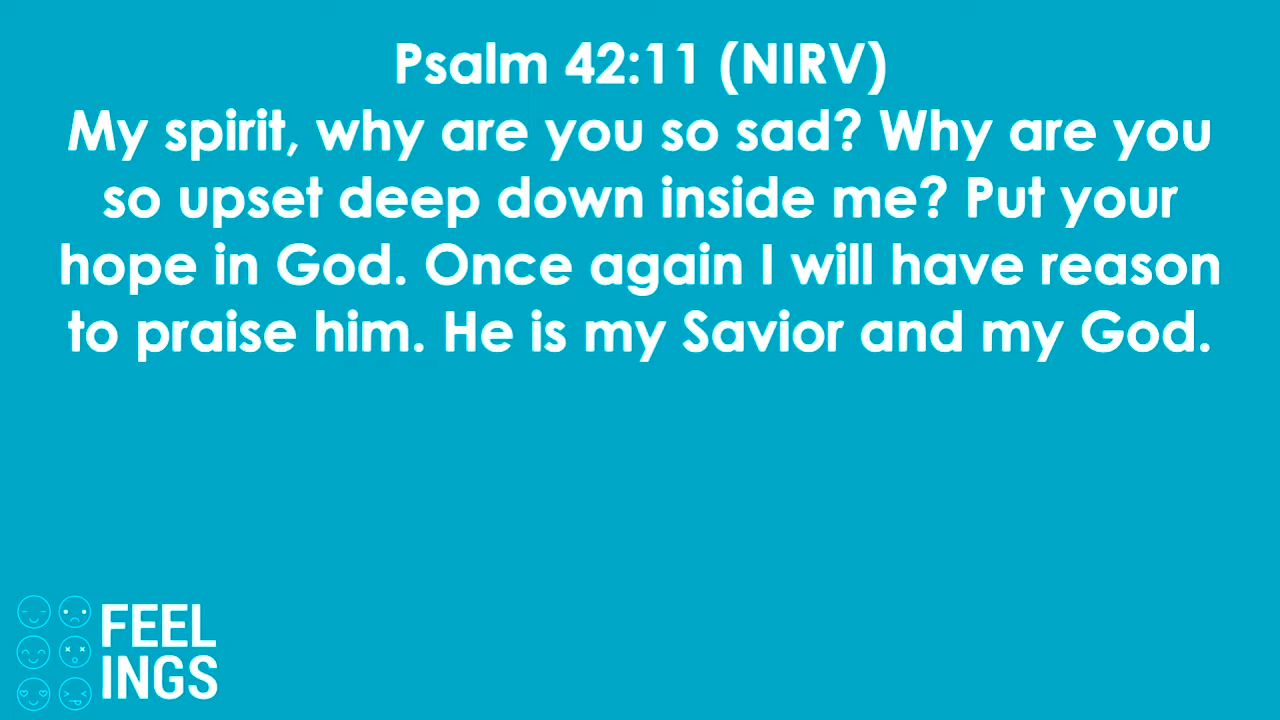 Psalm 42:11 (NIRV)
My spirit, why are you so sad? Why are you
so upset deep down inside me? Put your
hope in God. Once again I will have reason
to praise him. He is my Savior and my God.
FEEL
INGS